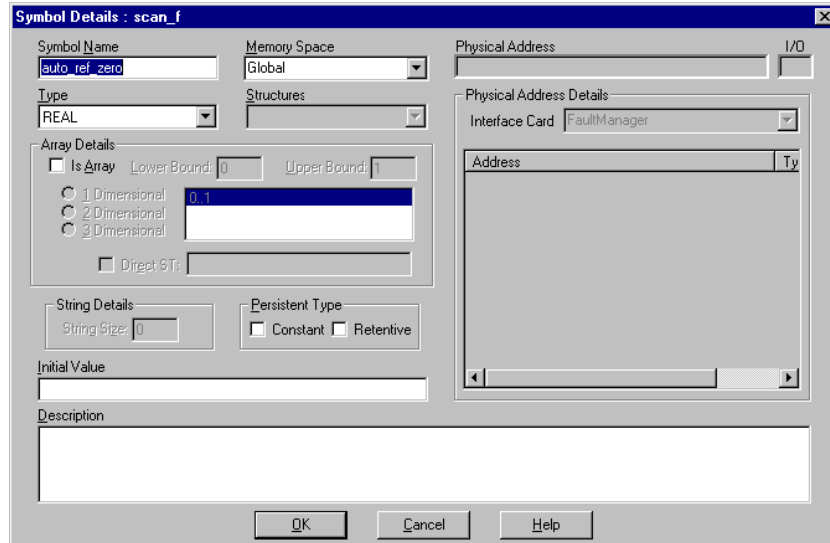 Symbol Details : scan_f
Symbol Name
auto_ref_zero
Memory Space
Global
Physical Address
I/O
Type
REAL
Structures
Physical Address Details
Interface Card
FaultManager
Array Details
Is Array
Lower Bound:
0
Upper Bound:
1
1 Dimensional
2 Dimensional
3 Dimensional
0..1
Direct ST:
Address
Ty
String Details
String Size:
0
Persistent Type
Constant
Retentive
Initial Value
Description
OK
Cancel
Help